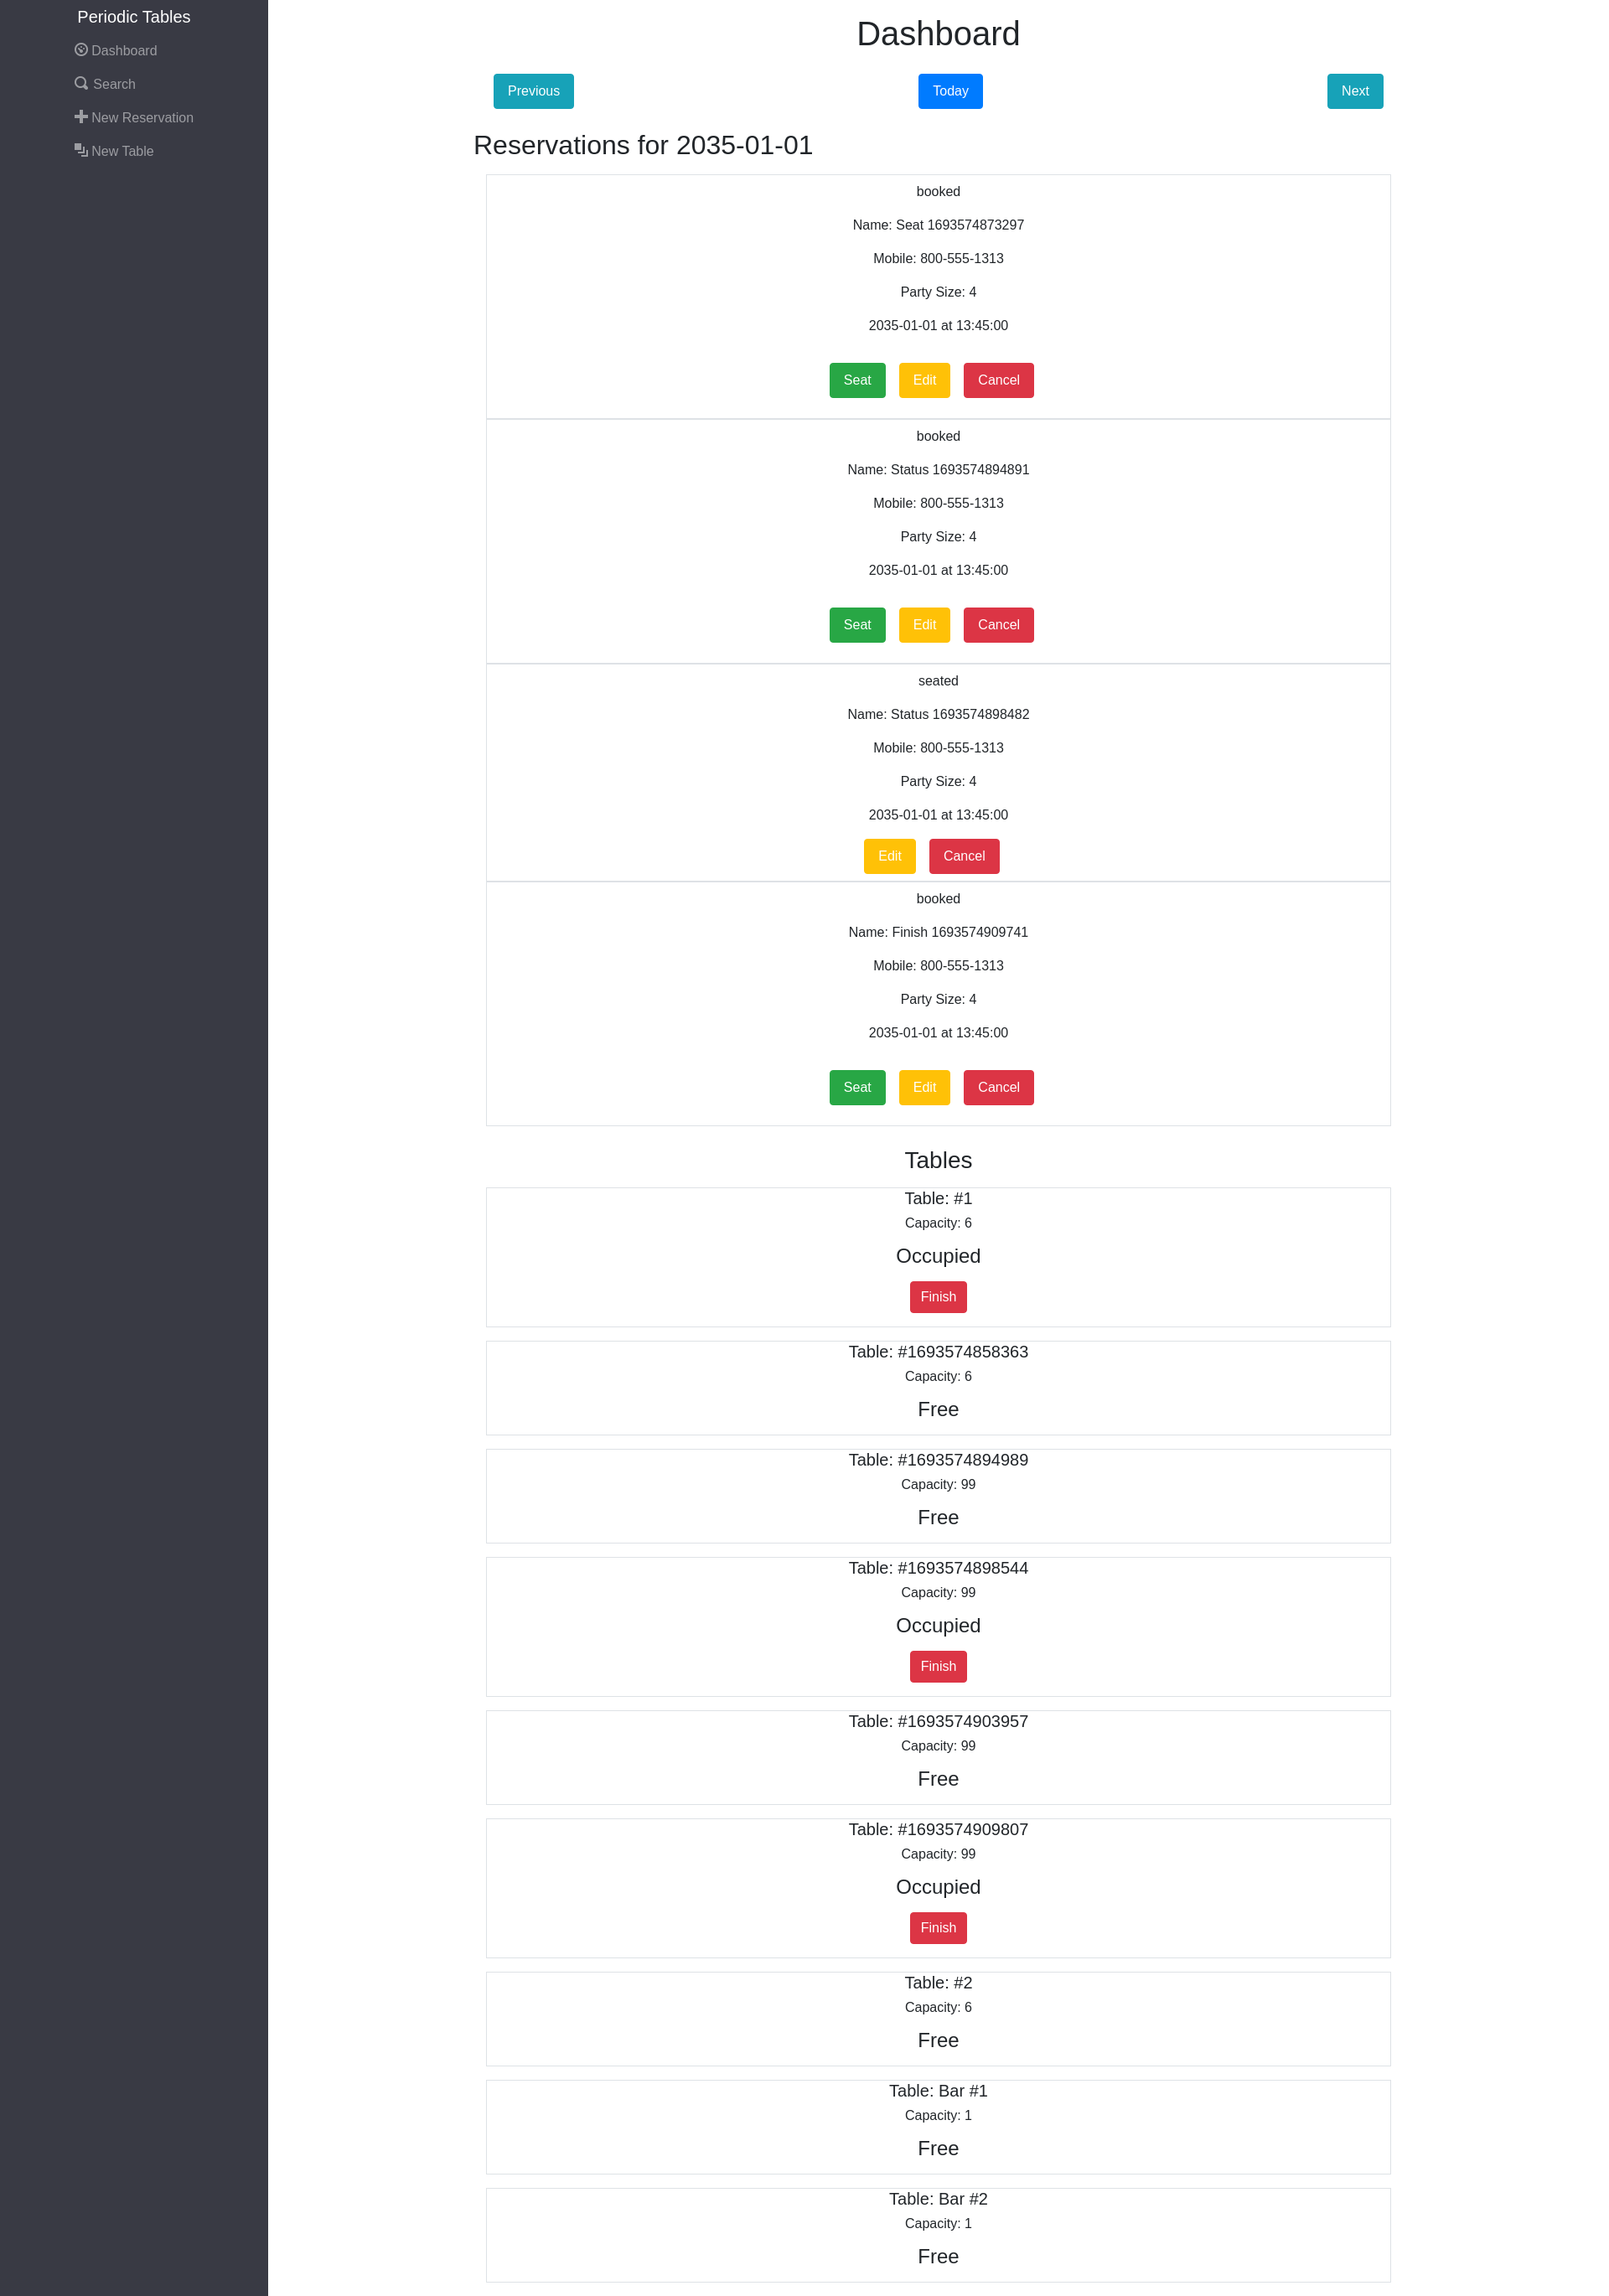 Periodic Tables
Dashboard
Search
New Reservation
New Table
Dashboard
Previous Today Next
Reservations for 2035-01-01
booked
Name: Seat 1693574873297
Mobile: 800-555-1313
Party Size: 4
2035-01-01 at 13:45:00
Seat Edit Cancel
booked
Name: Status 1693574894891
Mobile: 800-555-1313
Party Size: 4
2035-01-01 at 13:45:00
Seat Edit Cancel
seated
Name: Status 1693574898482
Mobile: 800-555-1313
Party Size: 4
2035-01-01 at 13:45:00
Edit Cancel
booked
Name: Finish 1693574909741
Mobile: 800-555-1313
Party Size: 4
2035-01-01 at 13:45:00
Seat Edit Cancel
Tables
Table: #1
Capacity: 6
Occupied
Finish
Table: #1693574858363
Capacity: 6
Free
Table: #1693574894989
Capacity: 99
Free
Table: #1693574898544
Capacity: 99
Occupied
Finish
Table: #1693574903957
Capacity: 99
Free
Table: #1693574909807
Capacity: 99
Occupied
Finish
Table: #2
Capacity: 6
Free
Table: Bar #1
Capacity: 1
Free
Table: Bar #2
Capacity: 1
Free